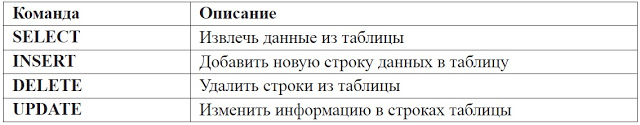 Команда Описание
SELECT Извлечь данные из таблицы
INSERT Добавить новую строку данных в таблицу
DELETE Удалить строки из таблицы
UPDATE Изменить информацию в строках таблицы